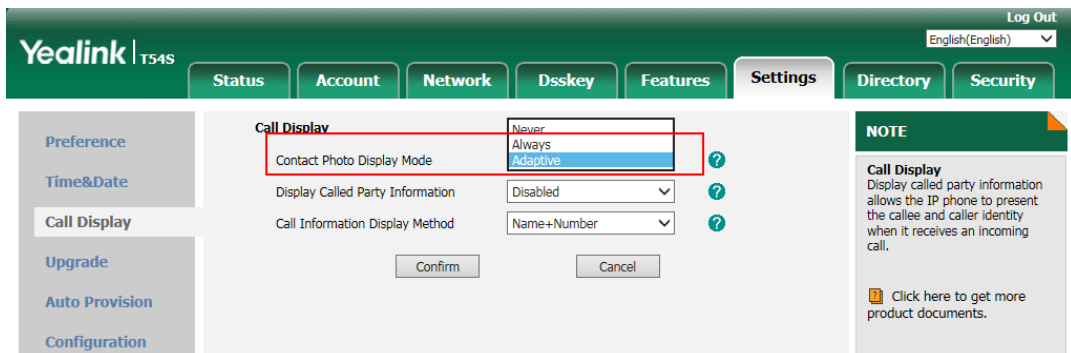 Log Out
Yealink T54S
English(English)
Status Account Network Dsskey Features Settings Directory Security
Preference
Time&Date
Call Display
Upgrade
Auto Provision
Configuration
Call Display
Never
Always
Contact Photo Display Mode Adaptive ?
Display Called Party Information Disabled ?
Call Information Display Method Name+Number ?
Confirm Cancel
NOTE
Call Display
Display called party information
allows the IP phone to present
the callee and caller identity
when it receives an incoming
call.
? Click here to get more
product documents.